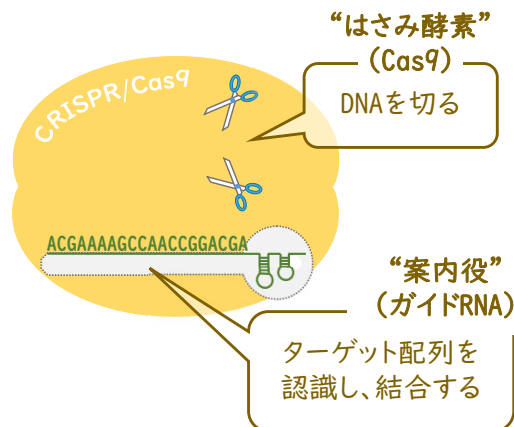 “はさみ酵素”
(Cas9)
DNAを切る
CRISPR/Cas9
ACGAAAAGCCAACCGGACGA
“案内役”
(ガイドRNA)
ターゲット配列を
認識し、結合する